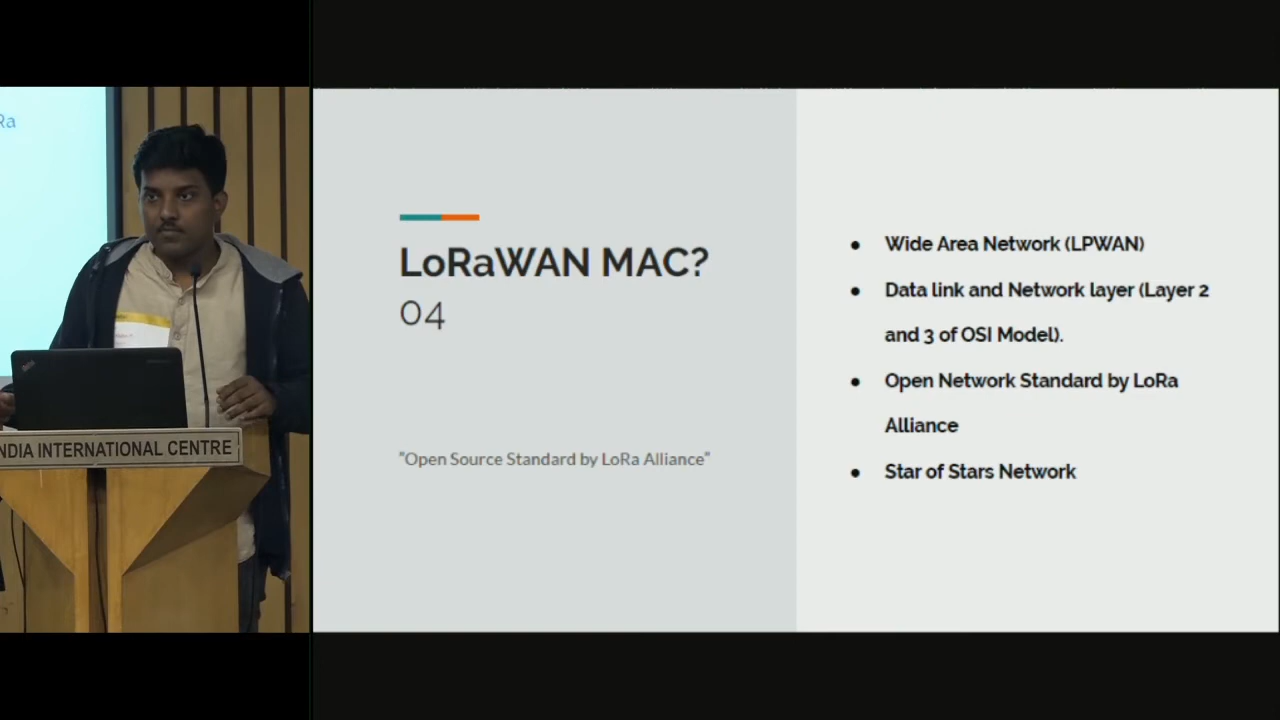 Ra
NDIA INTERNATIONAL CENTRE
LoRaWAN MAC?
04
"Open Source Standard by LoRa Alliance"
● Wide Area Network (LPWAN)
● Data link and Network layer (Layer 2
and 3 of OSI Model).
● Open Network Standard by LoRa
Alliance
● Star of Stars Network